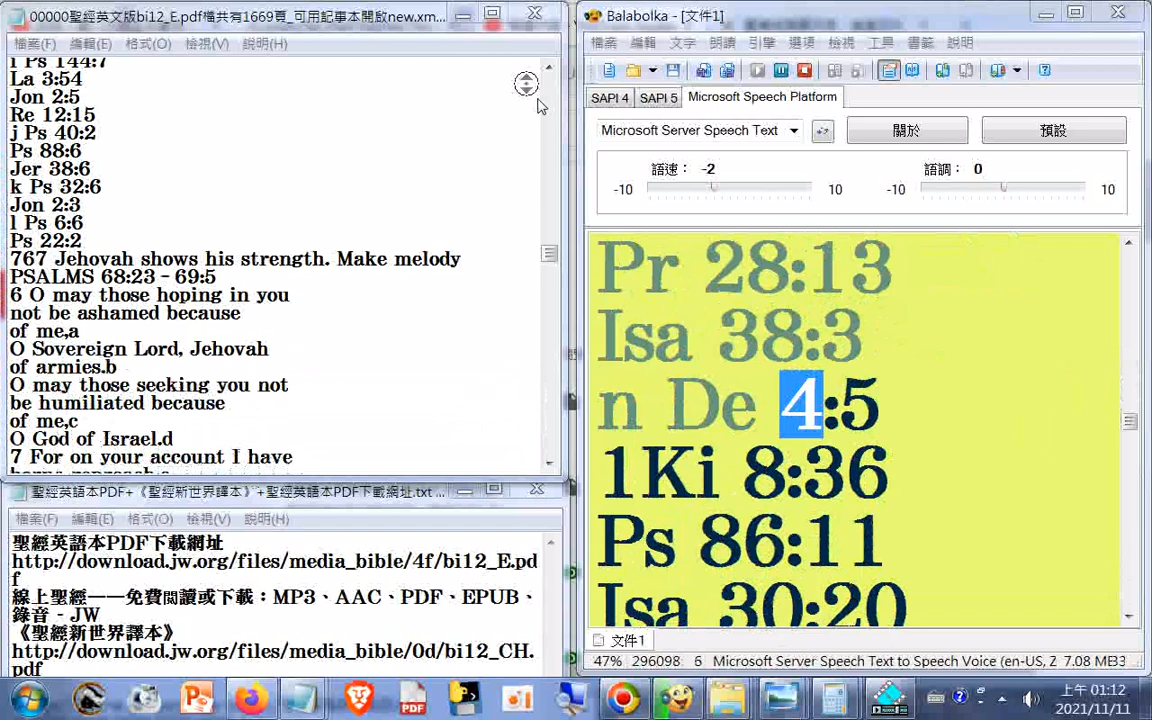 00000聖經英文版bi12_E.pdf檔共有1669頁_可用記事本開啟new.xm...
檔案(F) 編輯(E) 格式(O) 檢視(V) 說明(H)
i Ps 144:7
La 3:54
Jon 2:5
Re 12:15
j Ps 40:2
Ps 88:6
Jer 38:6
k Ps 32:6
Jon 2:3
l Ps 6:6
Ps 22:2
767 Jehovah shows his strength. Make melody
PSALMS 68:23–69:5
6 O may those hoping in you
not be ashamed because
of me,a
O Sovereign Lord, Jehovah
of armies.b
O may those seeking you not
be humiliated because
of me,c
O God of Israel.d
7 For on your account I have
聖經英語本PDF+《聖經新世界譯本》+聖經英語本PDF下載網址.txt ...
檔案(F) 編輯(E) 格式(O) 檢視(V) 說明(H)
聖經英語本PDF下載網址
http://download.jw.org/files/media_bible/4f/bi12_E.pd
f
線上聖經——免費閱讀或下載：MP3、AAC、PDF、EPUB、
錄音 - JW
《聖經新世界譯本》
http://download.jw.org/files/media_bible/0d/bi12_CH.
pdf
Balabolka - [文件1]
檔案 編輯 文字 朗讀 引擎 選項 檢視 工具 書籤 說明
SAPI 4 SAPI 5 Microsoft Speech Platform
Microsoft Server Speech Text 關於 預設
語速： -2 語調： 0
-10 10 -10 10
Pr 28:13
Isa 38:3
n De 4:5
1Ki 8:36
Ps 86:11
Isa 30:20
文件1
47% 296098 6 Microsoft Server Speech Text to Speech Voice (en-US, Z 7.08 MB3
上午 01:12
2021/11/11